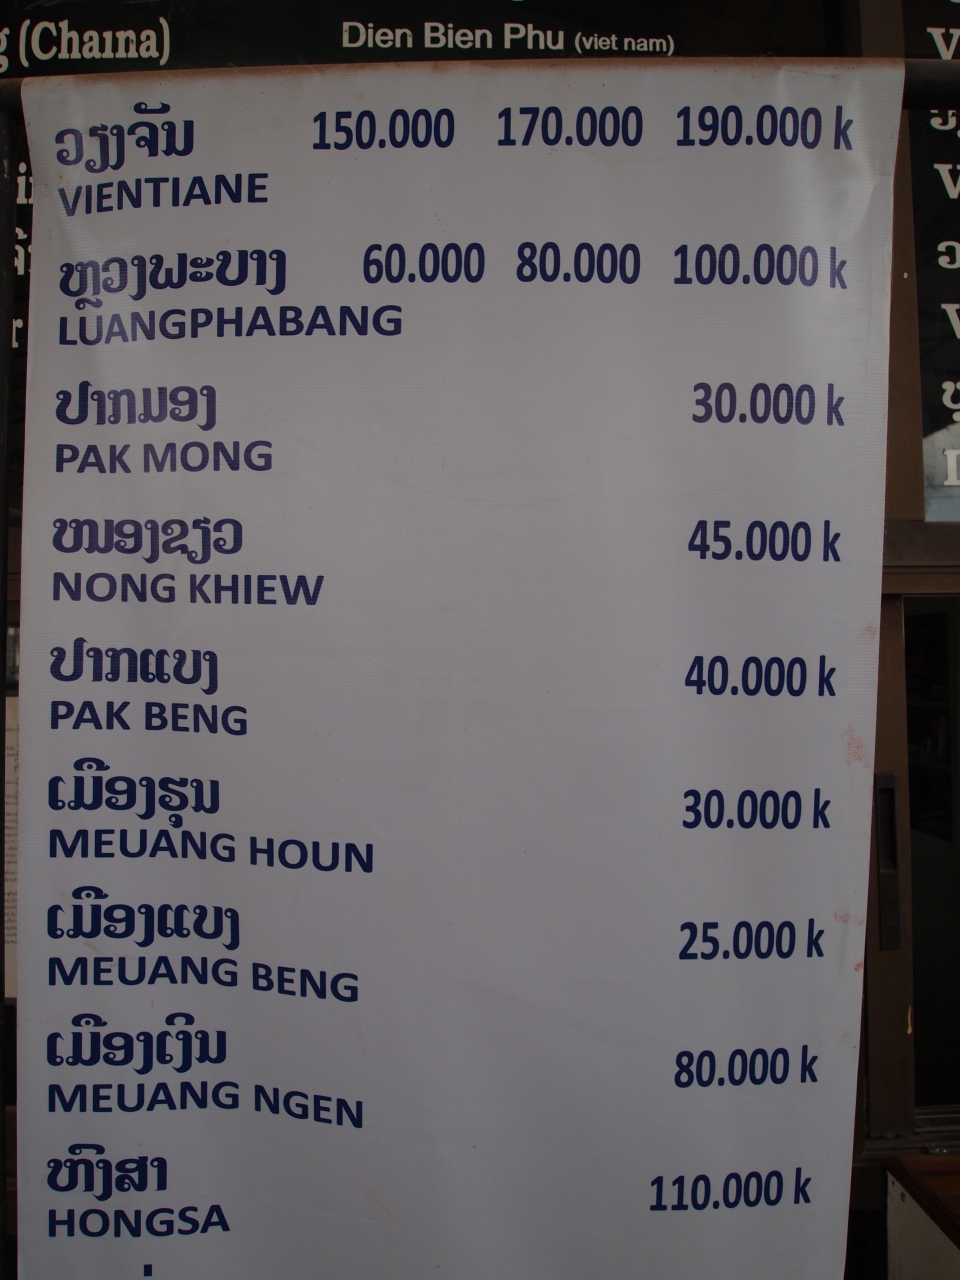 (Chaina)
Dien Bien Phu (viet nam)
ວຽງຈັນ 150.000 170.000 190.000 k
VIENTIANE
ຫຼວງພະບາງ 60.000 80.000 100.000 k
LUANGPHABANG
ປາກມອງ 30.000 k
PAK MONG
ໜອງຂຽວ 45.000 k
NONG KHIEW
ປາກແບງ 40.000 k
PAK BENG
ເມືອງຮຸນ 30.000 k
MEUANG HOUN
ເມືອງແບງ 25.000 k
MEUANG BENG
ເມືອງເງິນ 80.000 k
MEUANG NGEN
ຫົງສາ 110.000 k
HONGSA